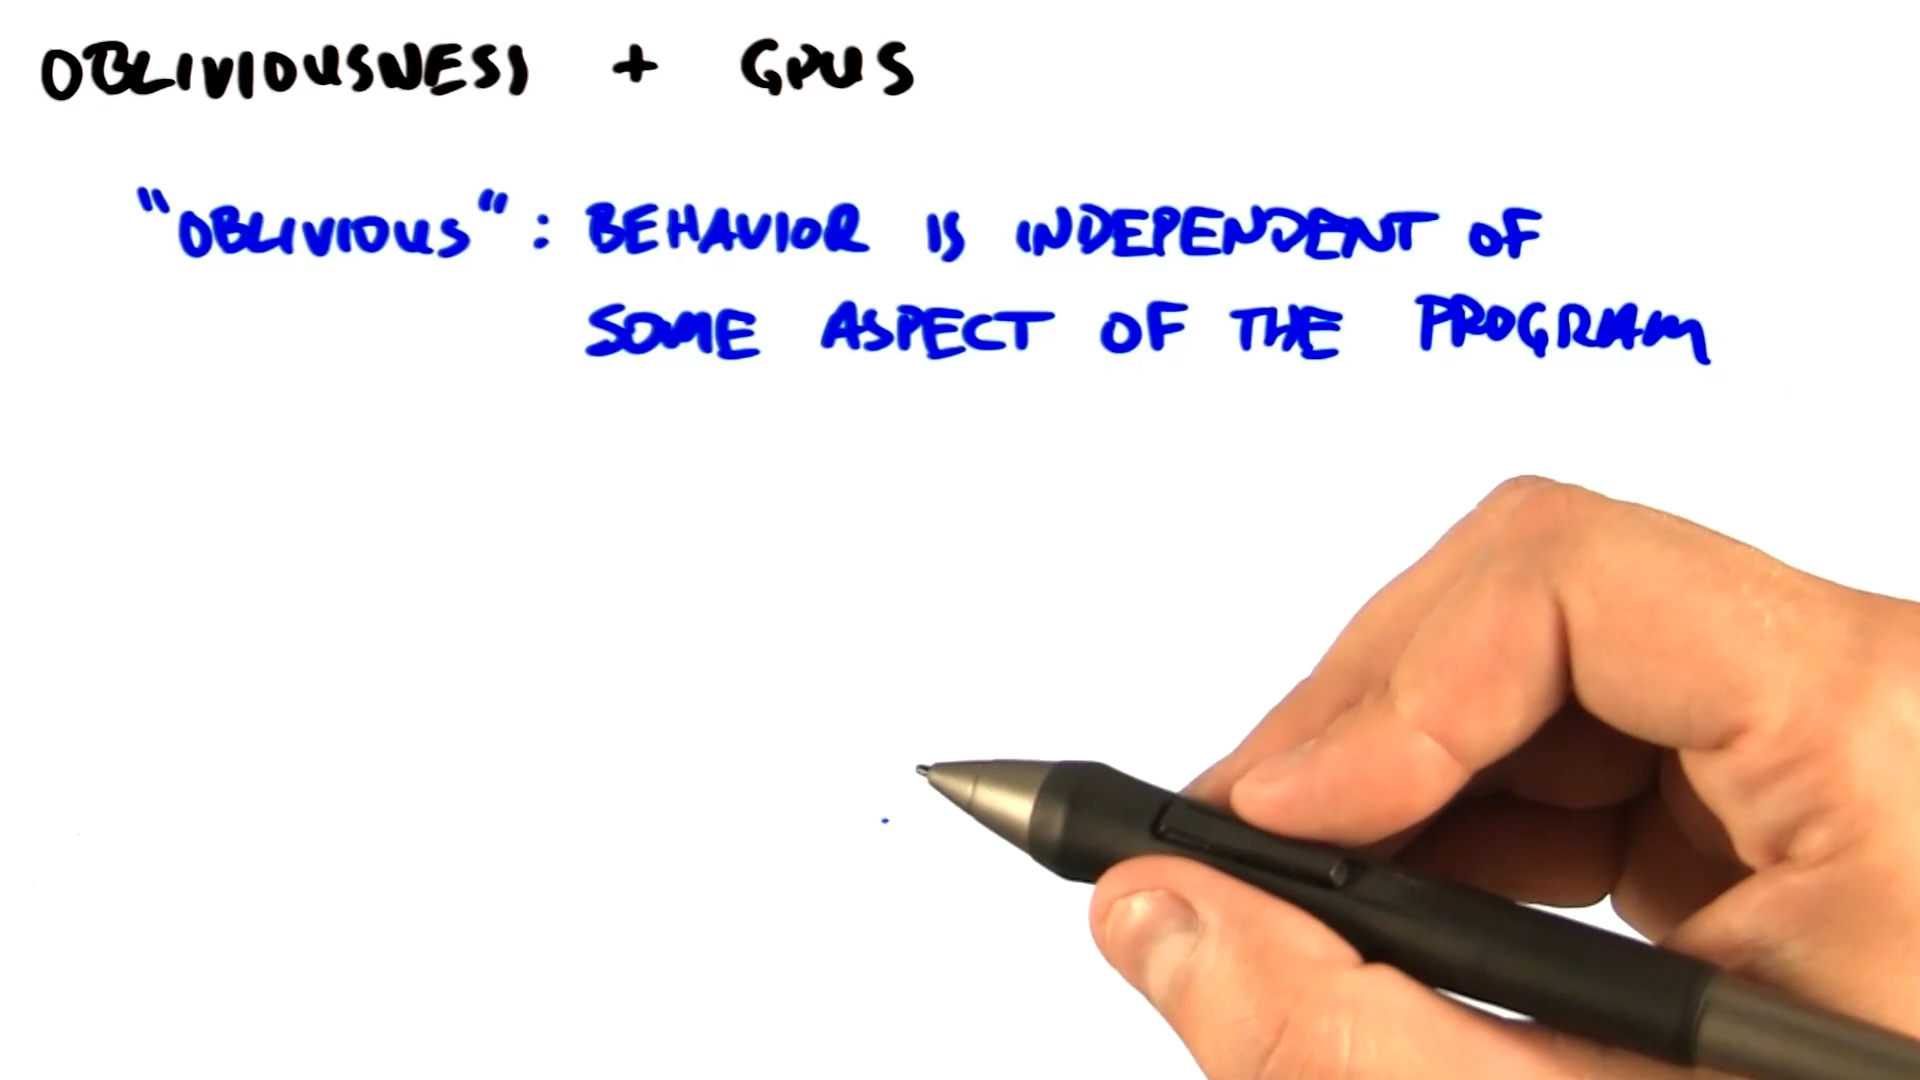 OBLIVIOUSNESS + GPUS
"OBLIVIOUS": BEHAVIOR IS INDEPENDENT OF
SOME ASPECT OF THE PROGRAM